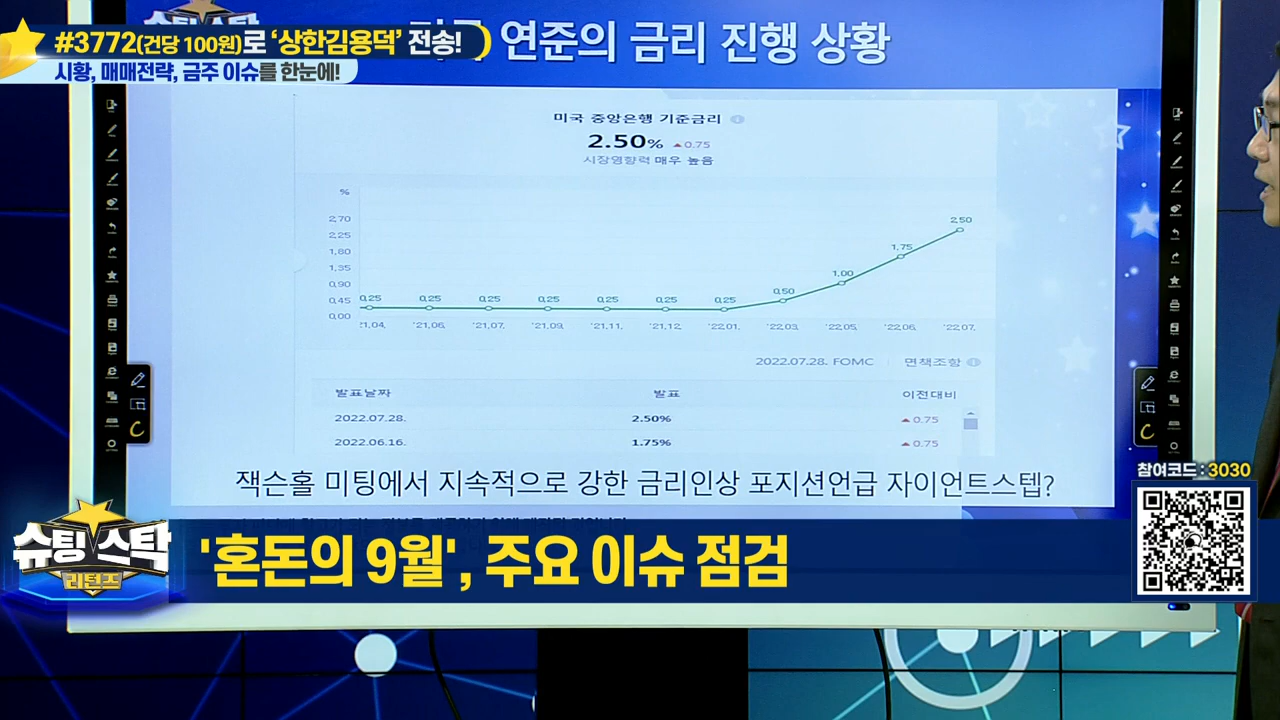 #3772(건당 100원)로 '상한김용덕' 전송!
시황, 매매전략, 금주 이슈를 한눈에!
연준의 금리 진행 상황
미국 중앙은행 기준금리
2.50% ▲0.75
시장영향력 매우 높음
%
2.70
2.25
1.80
1.35
0.90
0.45
0.00
0.25 0.25 0.25 0.25 0.25 0.25 0.25 0.50 1.00 1.75 2.50
'21.04. '21.06. '21.07. '21.09. '21.11. '21.12. '22.01. '22.03. '22.05. '22.06. '22.07.
2022.07.28. FOMC 면책조항
발표날짜 발표 이전대비
2022.07.28. 2.50% ▲0.75
2022.06.16. 1.75% ▲0.75
잭슨홀 미팅에서 지속적으로 강한 금리인상 포지션언급 자이언트스텝?
참여코드:3030
슈팅스탁
리턴즈
'혼돈의 9월', 주요 이슈 점검